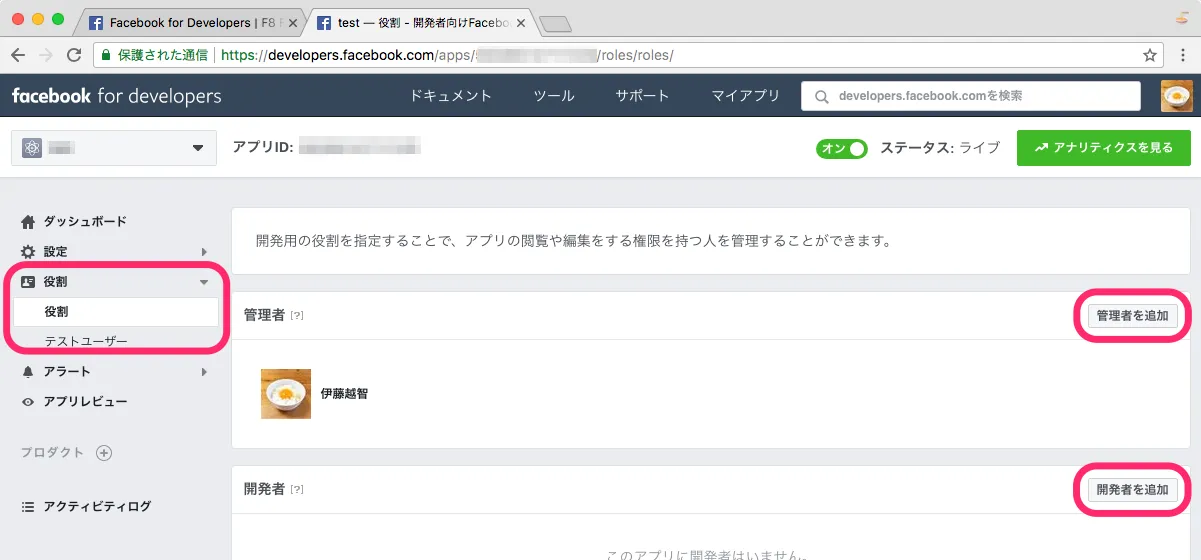 Facebook for Developers | F8 F
test — 役割 - 開発者向けFacebo
保護された通信
https://developers.facebook.com/apps/
/roles/roles/
facebook for developers
ドキュメント
ツール
サポート
マイアプリ
developers.facebook.comを検索
アプリID:
オン
ステータス: ライブ
アナリティクスを見る
ダッシュボード
設定
役割
役割
テストユーザー
アラート
アプリレビュー
プロダクト
アクティビティログ
開発用の役割を指定することで、アプリの閲覧や編集をする権限を持つ人を管理することができます。
管理者 [?]
管理者を追加
伊藤越智
開発者 [?]
開発者を追加
このアプリに開発者はいません。